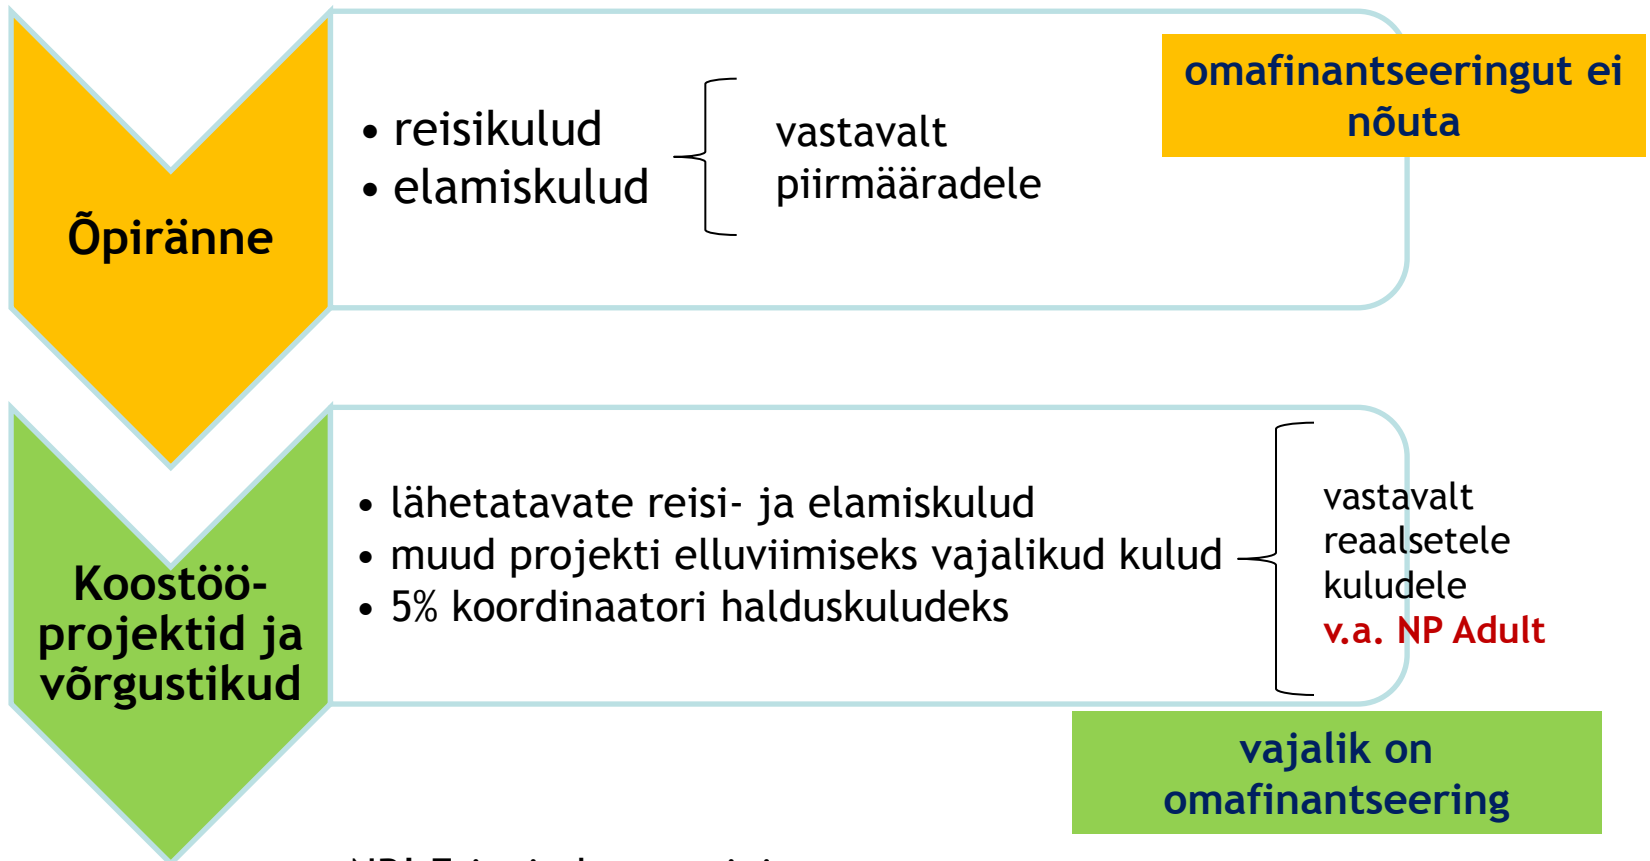 Õpiränne
• reisikulud
• elamiskulud
vastavalt
piirmääradele
omafinantseeringut ei
nõuta
Koostöö-
projektid ja
võrgustikud
• lähetatavate reisi- ja elamiskulud
• muud projekti elluviimiseks vajalikud kulud
• 5% koordinaatori halduskuludeks
vastavalt
reaalsetele
kuludele
v.a. NP Adult
vajalik on
omafinantseering